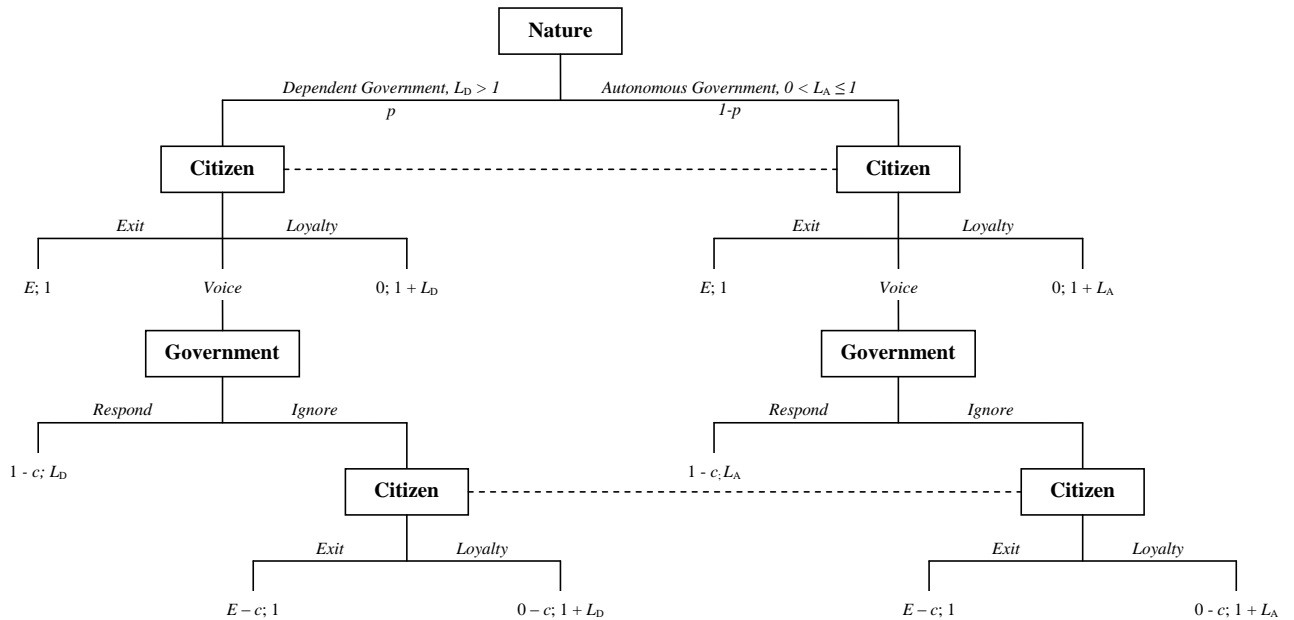 Nature
Dependent Government, L_D > 1 Autonomous Government, 0 < L_A ≤ 1
p 1-p
Citizen Citizen
Exit Loyalty Exit Loyalty
E; 1 Voice 0; 1 + L_D E; 1 Voice 0; 1 + L_A
Government Government
Respond Ignore Respond Ignore
1 - c; L_D 1 - c; L_A
Citizen Citizen
Exit Loyalty Exit Loyalty
E – c; 1 0 – c; 1 + L_D E – c; 1 0 - c; 1 + L_A